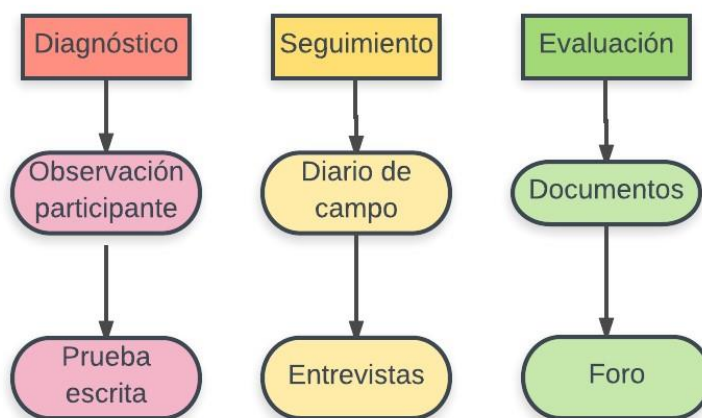 Diagnóstico
Seguimiento
Evaluación
Observación
participante
Diario de
campo
Documentos
Prueba
escrita
Entrevistas
Foro